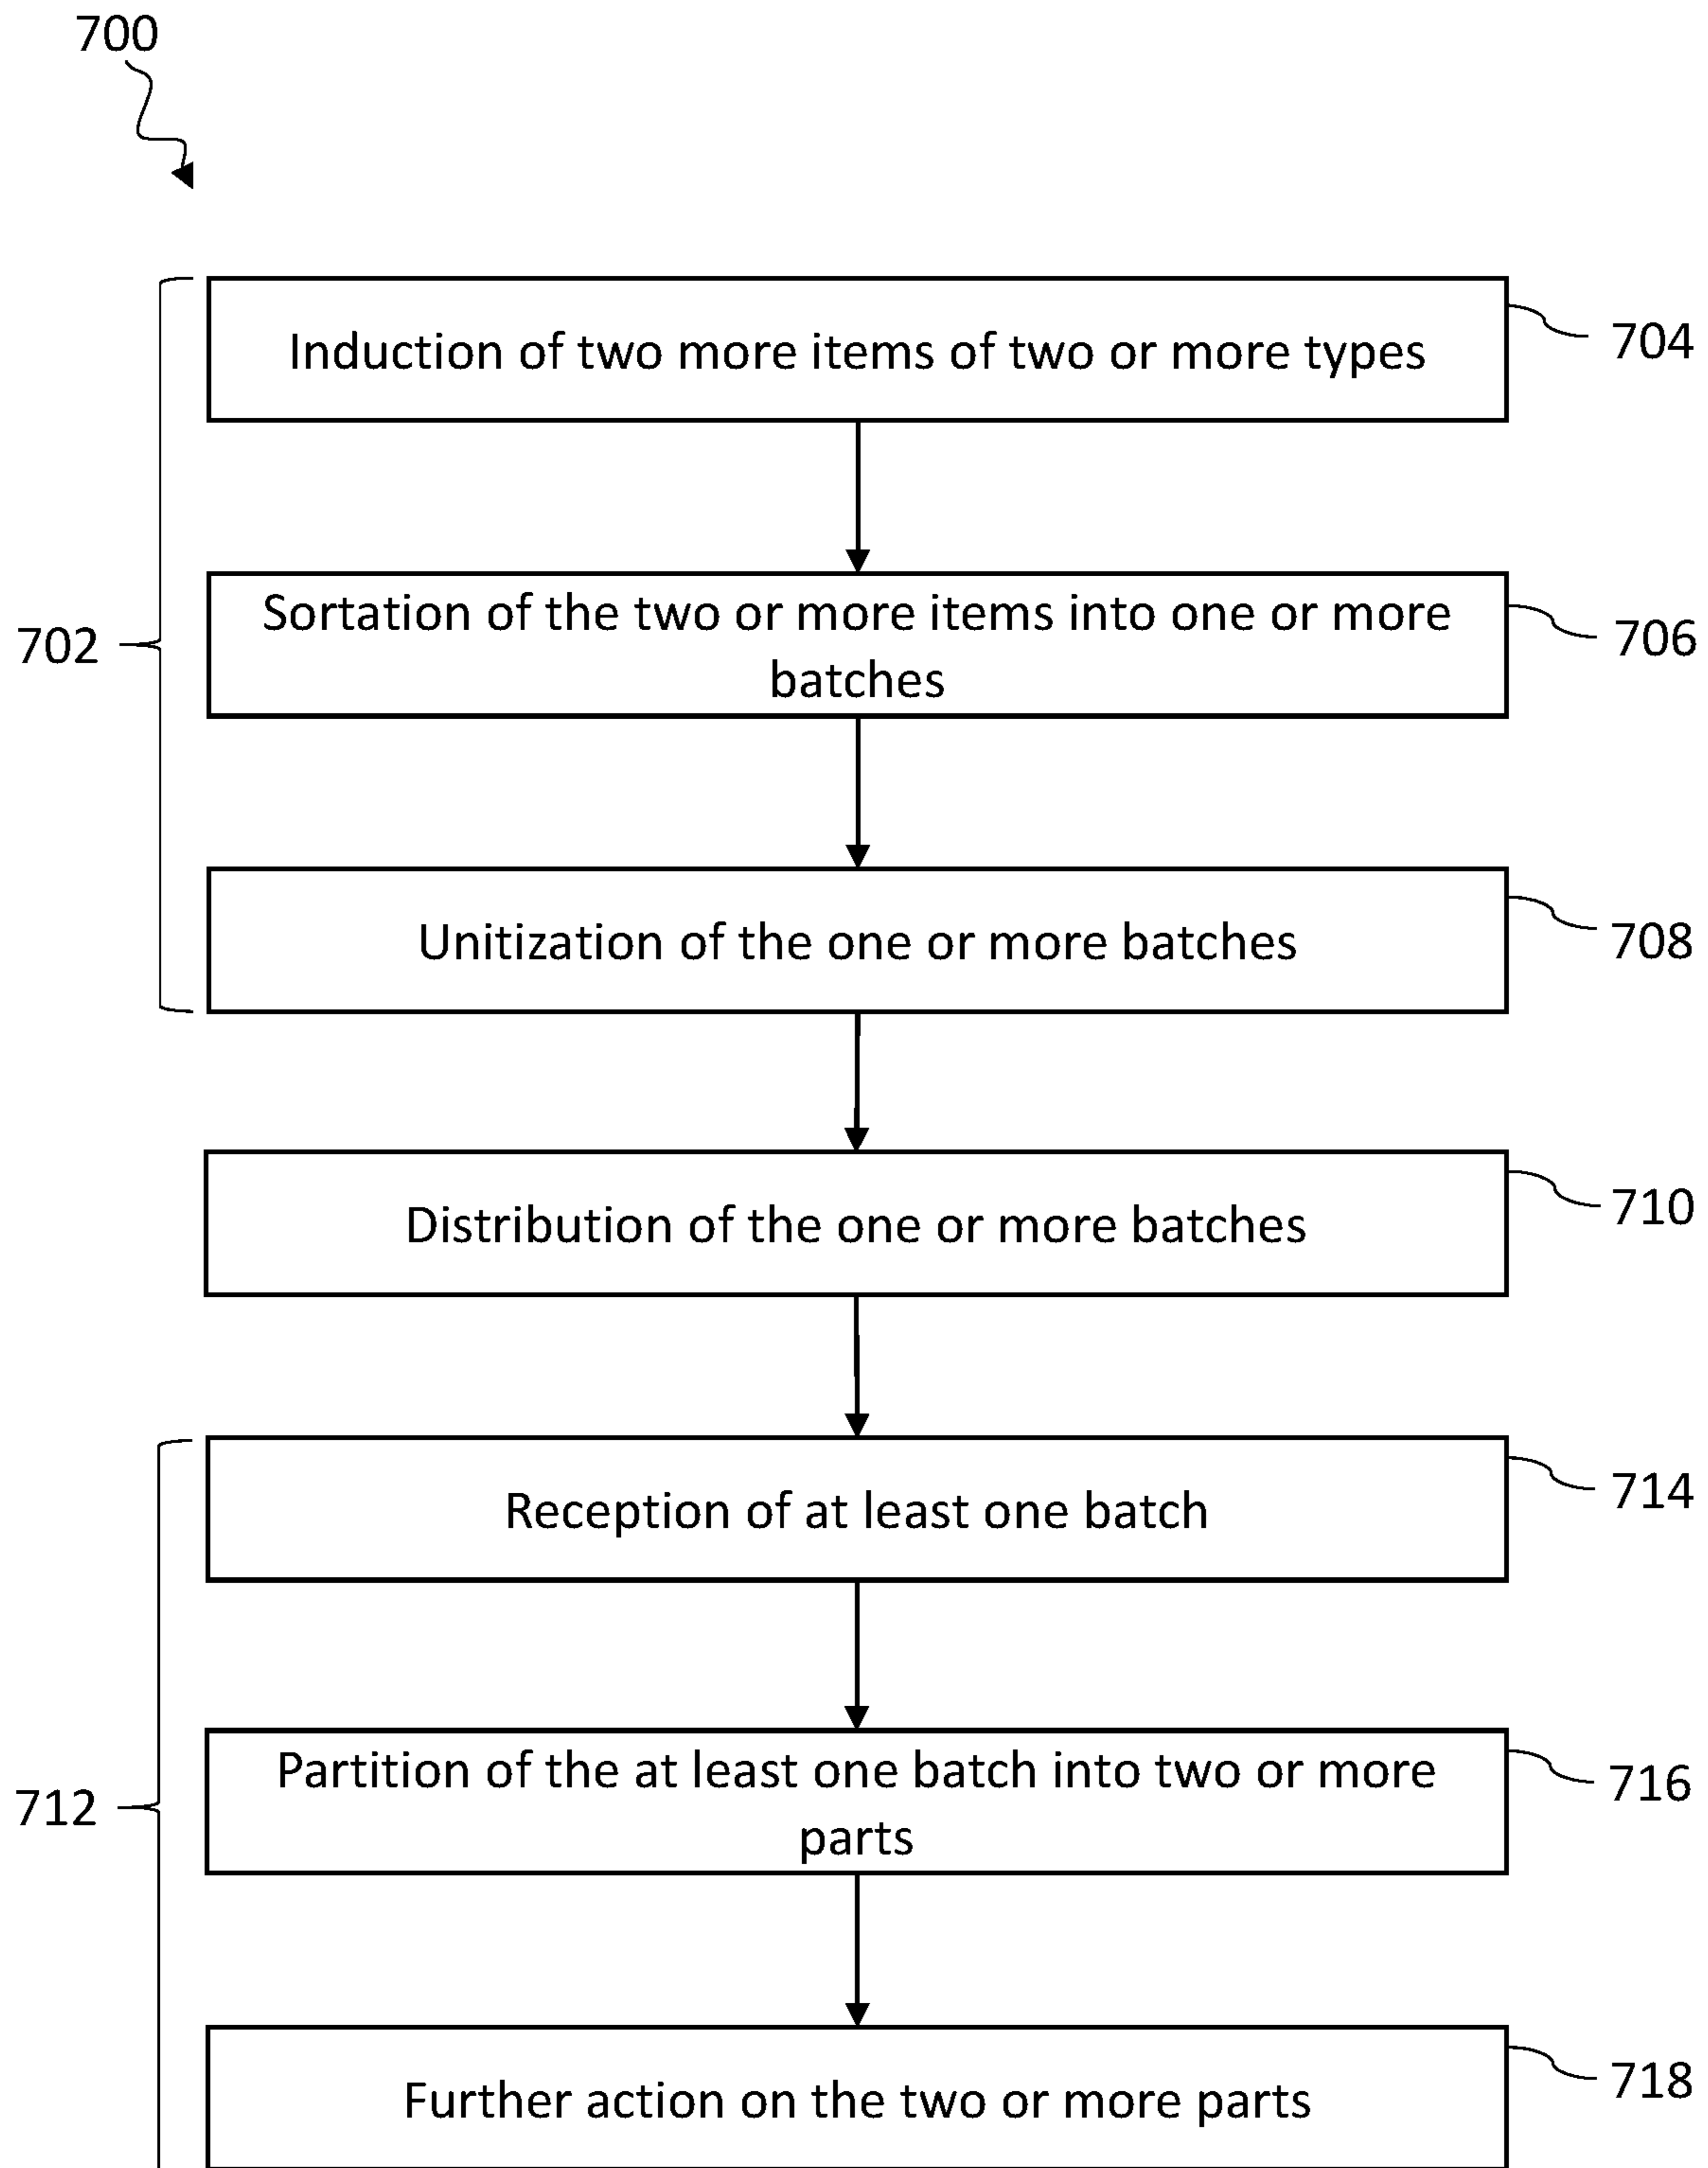 700
Induction of two more items of two or more types
704
Sortation of the two or more items into one or more
batches
706
702
Unitization of the one or more batches
708
Distribution of the one or more batches
710
Reception of at least one batch
714
Partition of the at least one batch into two or more
parts
716
712
Further action on the two or more parts
718